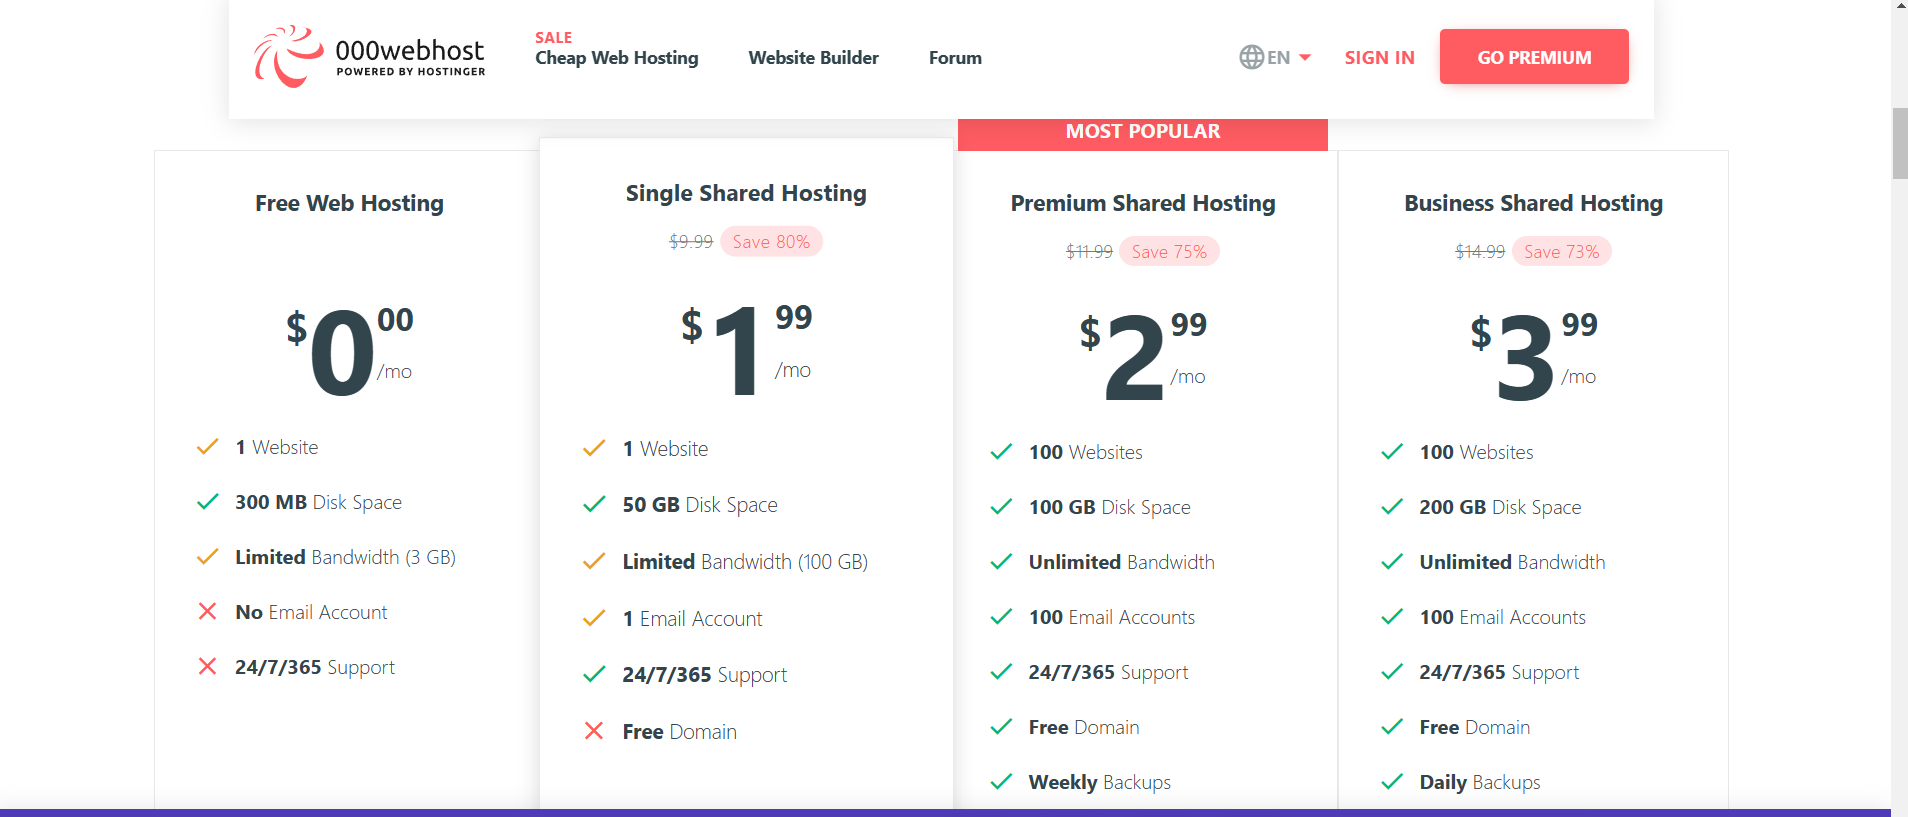 000webhost
POWERED BY HOSTINGER
SALE
Cheap Web Hosting
Website Builder
Forum
EN
SIGN IN
GO PREMIUM
MOST POPULAR
Free Web Hosting
$0 00 /mo
1 Website
300 MB Disk Space
Limited Bandwidth (3 GB)
No Email Account
24/7/365 Support
Single Shared Hosting
$9.99 Save 80%
$1 99 /mo
1 Website
50 GB Disk Space
Limited Bandwidth (100 GB)
1 Email Account
24/7/365 Support
Free Domain
Premium Shared Hosting
$11.99 Save 75%
$2 99 /mo
100 Websites
100 GB Disk Space
Unlimited Bandwidth
100 Email Accounts
24/7/365 Support
Free Domain
Weekly Backups
Business Shared Hosting
$14.99 Save 73%
$3 99 /mo
100 Websites
200 GB Disk Space
Unlimited Bandwidth
100 Email Accounts
24/7/365 Support
Free Domain
Daily Backups